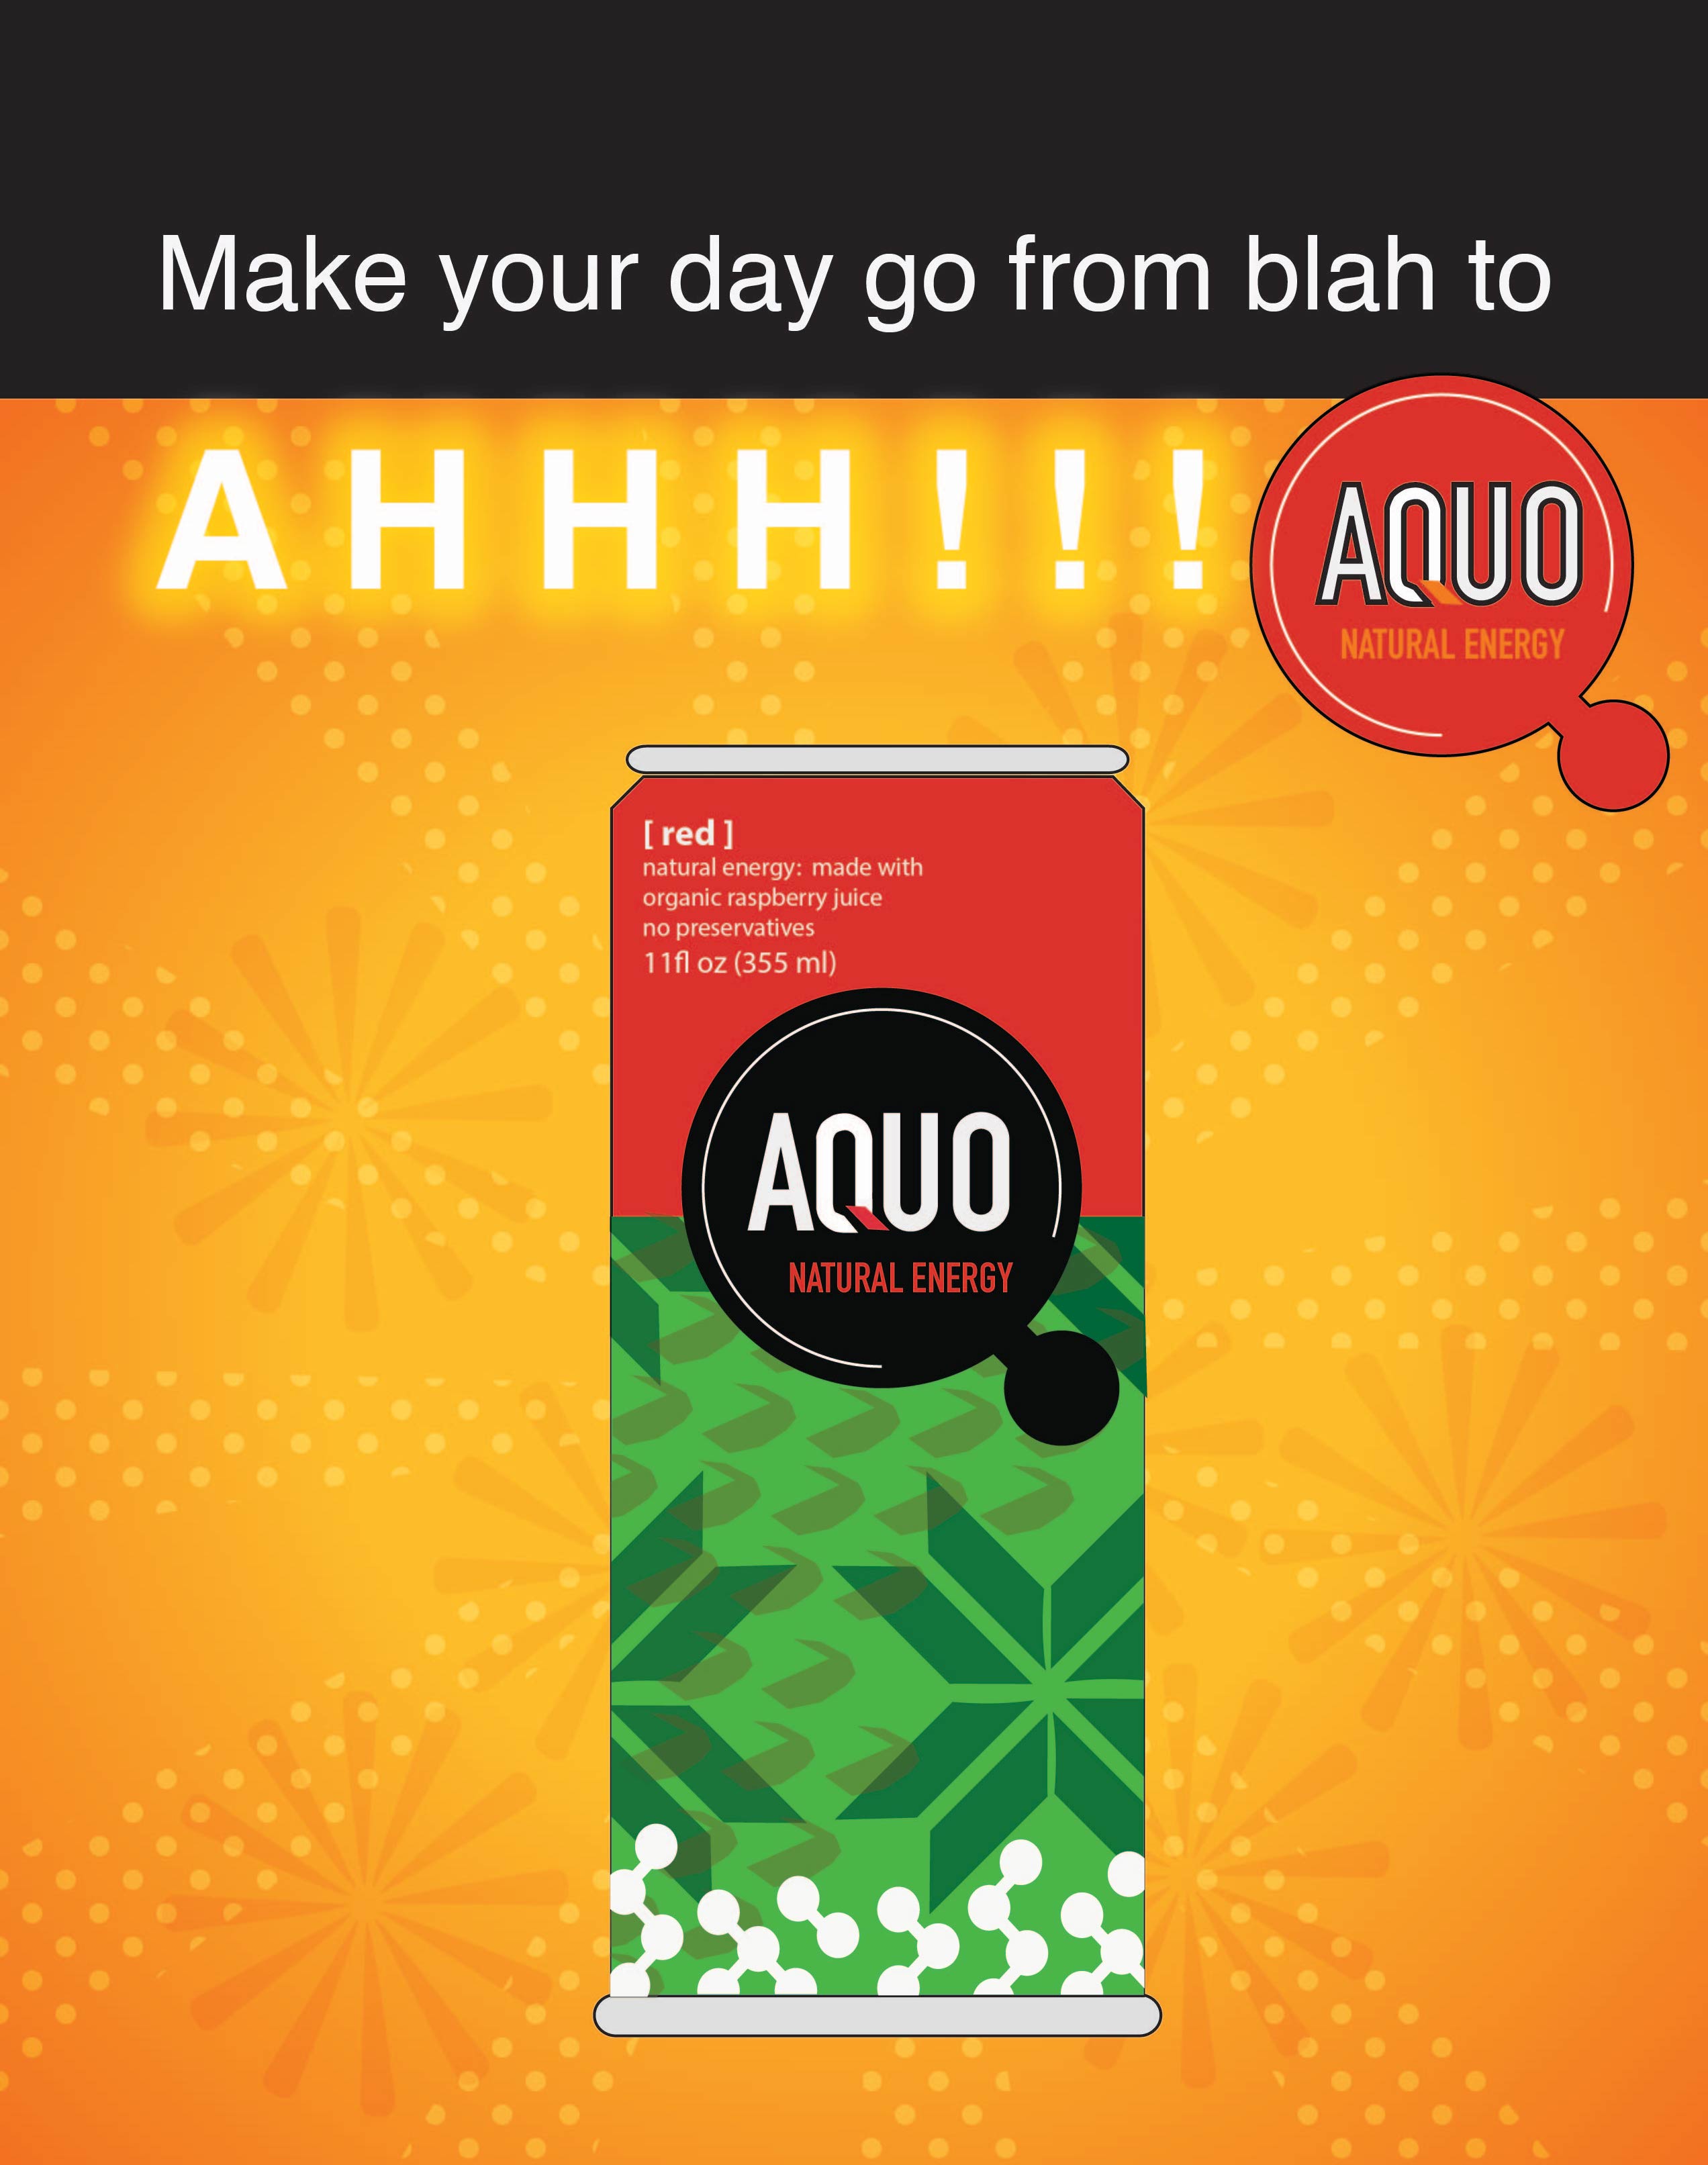 Make your day go from blah to
AHHH!!!
AQUO
NATURAL ENERGY
[ red ]
natural energy: made with
organic raspberry juice
no preservatives
11fl oz (355 ml)
AQUO
NATURAL ENERGY